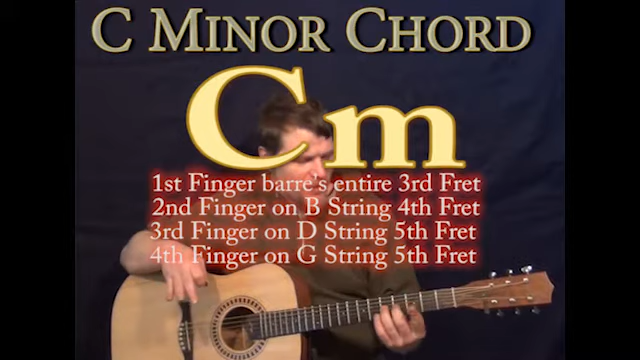 C Minor Chord
Cm
1st Finger barre's entire 3rd Fret
2nd Finger on B String 4th Fret
3rd Finger on D String 5th Fret
4th Finger on G String 5th Fret